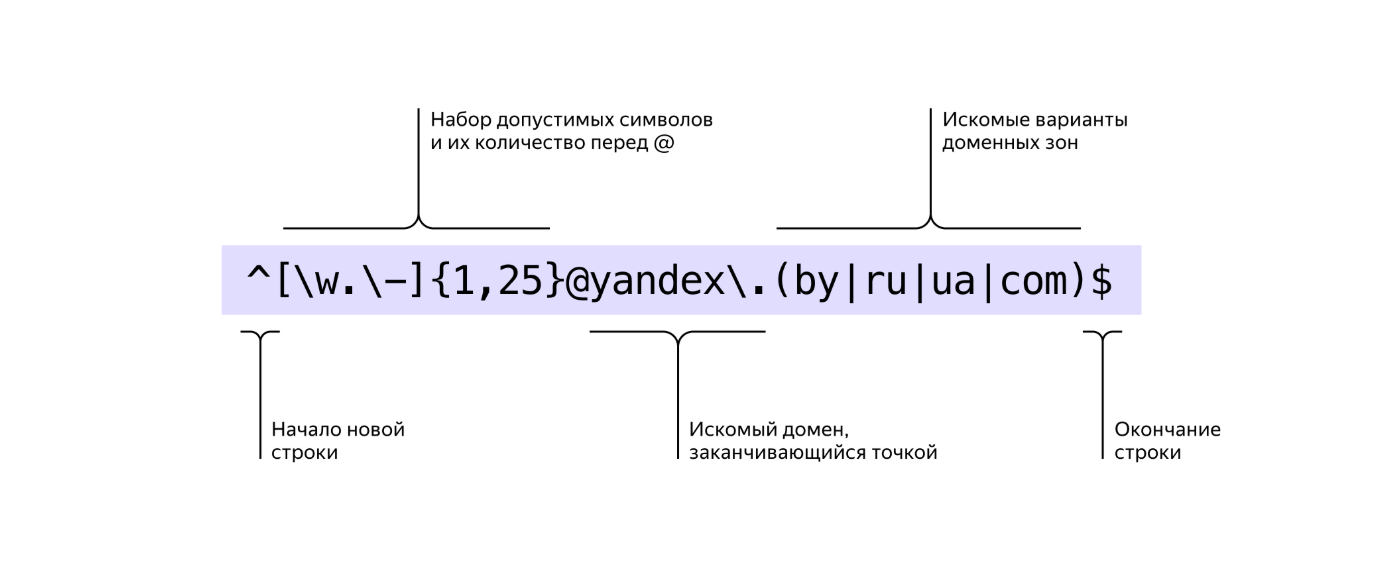 Набор допустимых символов
и их количество перед @
Искомые варианты
доменных зон
^[\w.\-]{1,25}@yandex\.(by|ru|ua|com)$
Начало новой
строки
Искомый домен,
заканчивающийся точкой
Окончание
строки